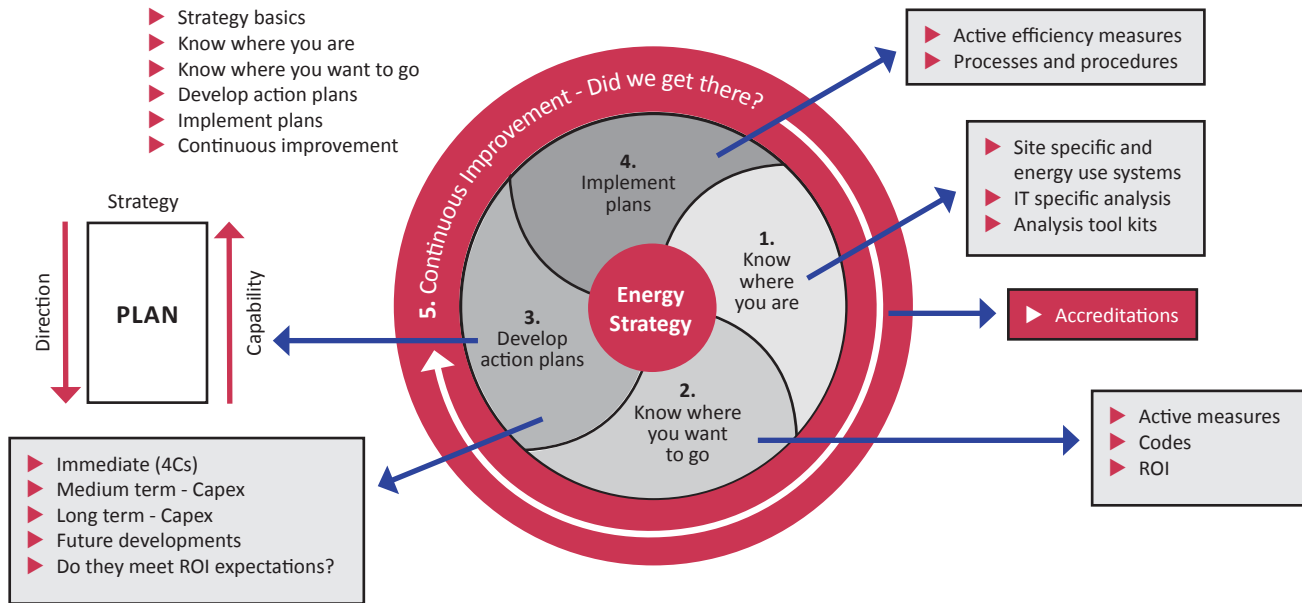 Strategy basics
Know where you are
Know where you want to go
Develop action plans
Implement plans
Continuous improvement
Strategy
Direction
PLAN
Capability
5. Continuous Improvement - Did we get there?
4.
Implement
plans
1.
Know
where
you are
Energy
Strategy
3.
Develop
action plans
2.
Know where
you want
to go
Active efficiency measures
Processes and procedures
Site specific and
energy use systems
IT specific analysis
Analysis tool kits
Accreditations
Active measures
Codes
ROI
Immediate (4Cs)
Medium term - Capex
Long term - Capex
Future developments
Do they meet ROI expectations?